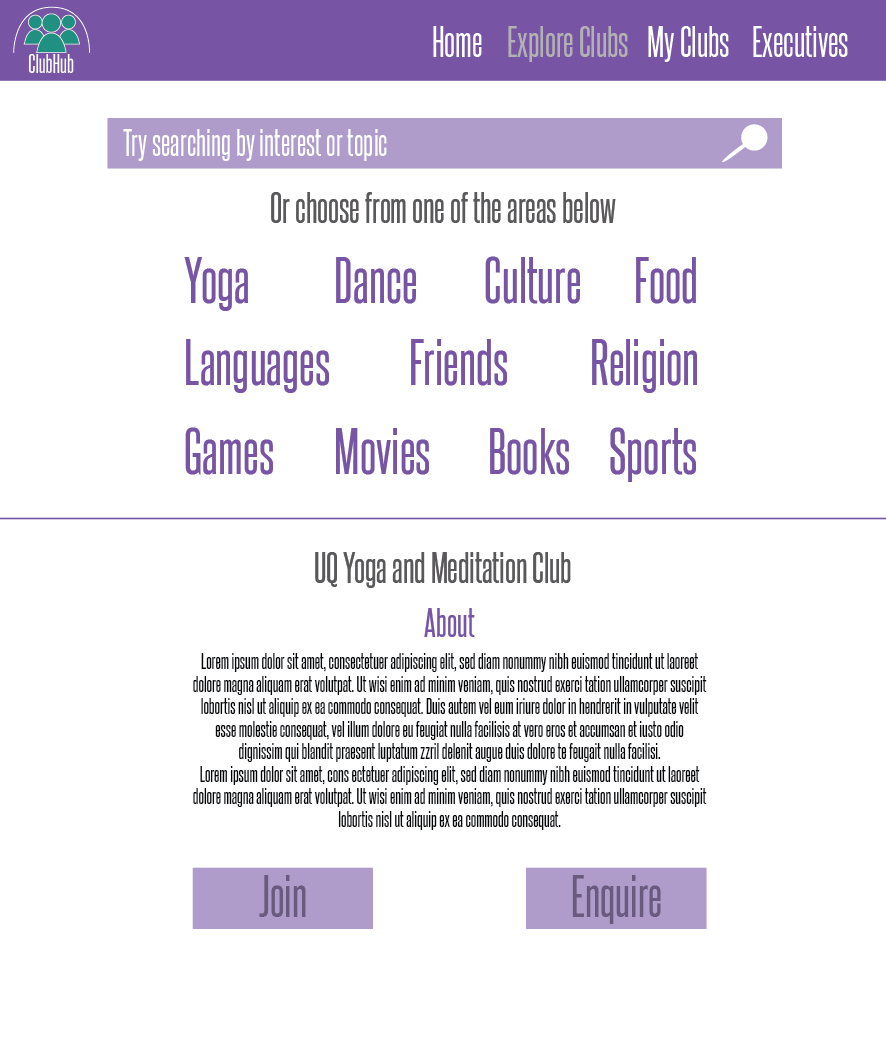 ClubHub
Home Explore Clubs My Clubs Executives
Try searching by interest or topic
Or choose from one of the areas below
Yoga Dance Culture Food
Languages Friends Religion
Games Movies Books Sports
UQ Yoga and Meditation Club
About
Lorem ipsum dolor sit amet, consectetuer adipiscing elit, sed diam nonummy nibh euismod tincidunt ut laoreet
dolore magna aliquam erat volutpat. Ut wisi enim ad minim veniam, quis nostrud exerci tation ullamcorper suscipit
lobortis nisl ut aliquip ex ea commodo consequat. Duis autem vel eum iriure dolor in hendrerit in vulputate velit
esse molestie consequat, vel illum dolore eu feugiat nulla facilisis at vero eros et accumsan et iusto odio
dignissim qui blandit praesent luptatum zzril delenit augue duis dolore te feugait nulla facilisi.
Lorem ipsum dolor sit amet, cons ectetuer adipiscing elit, sed diam nonummy nibh euismod tincidunt ut laoreet
dolore magna aliquam erat volutpat. Ut wisi enim ad minim veniam, quis nostrud exerci tation ullamcorper suscipit
lobortis nisl ut aliquip ex ea commodo consequat.
Join Enquire